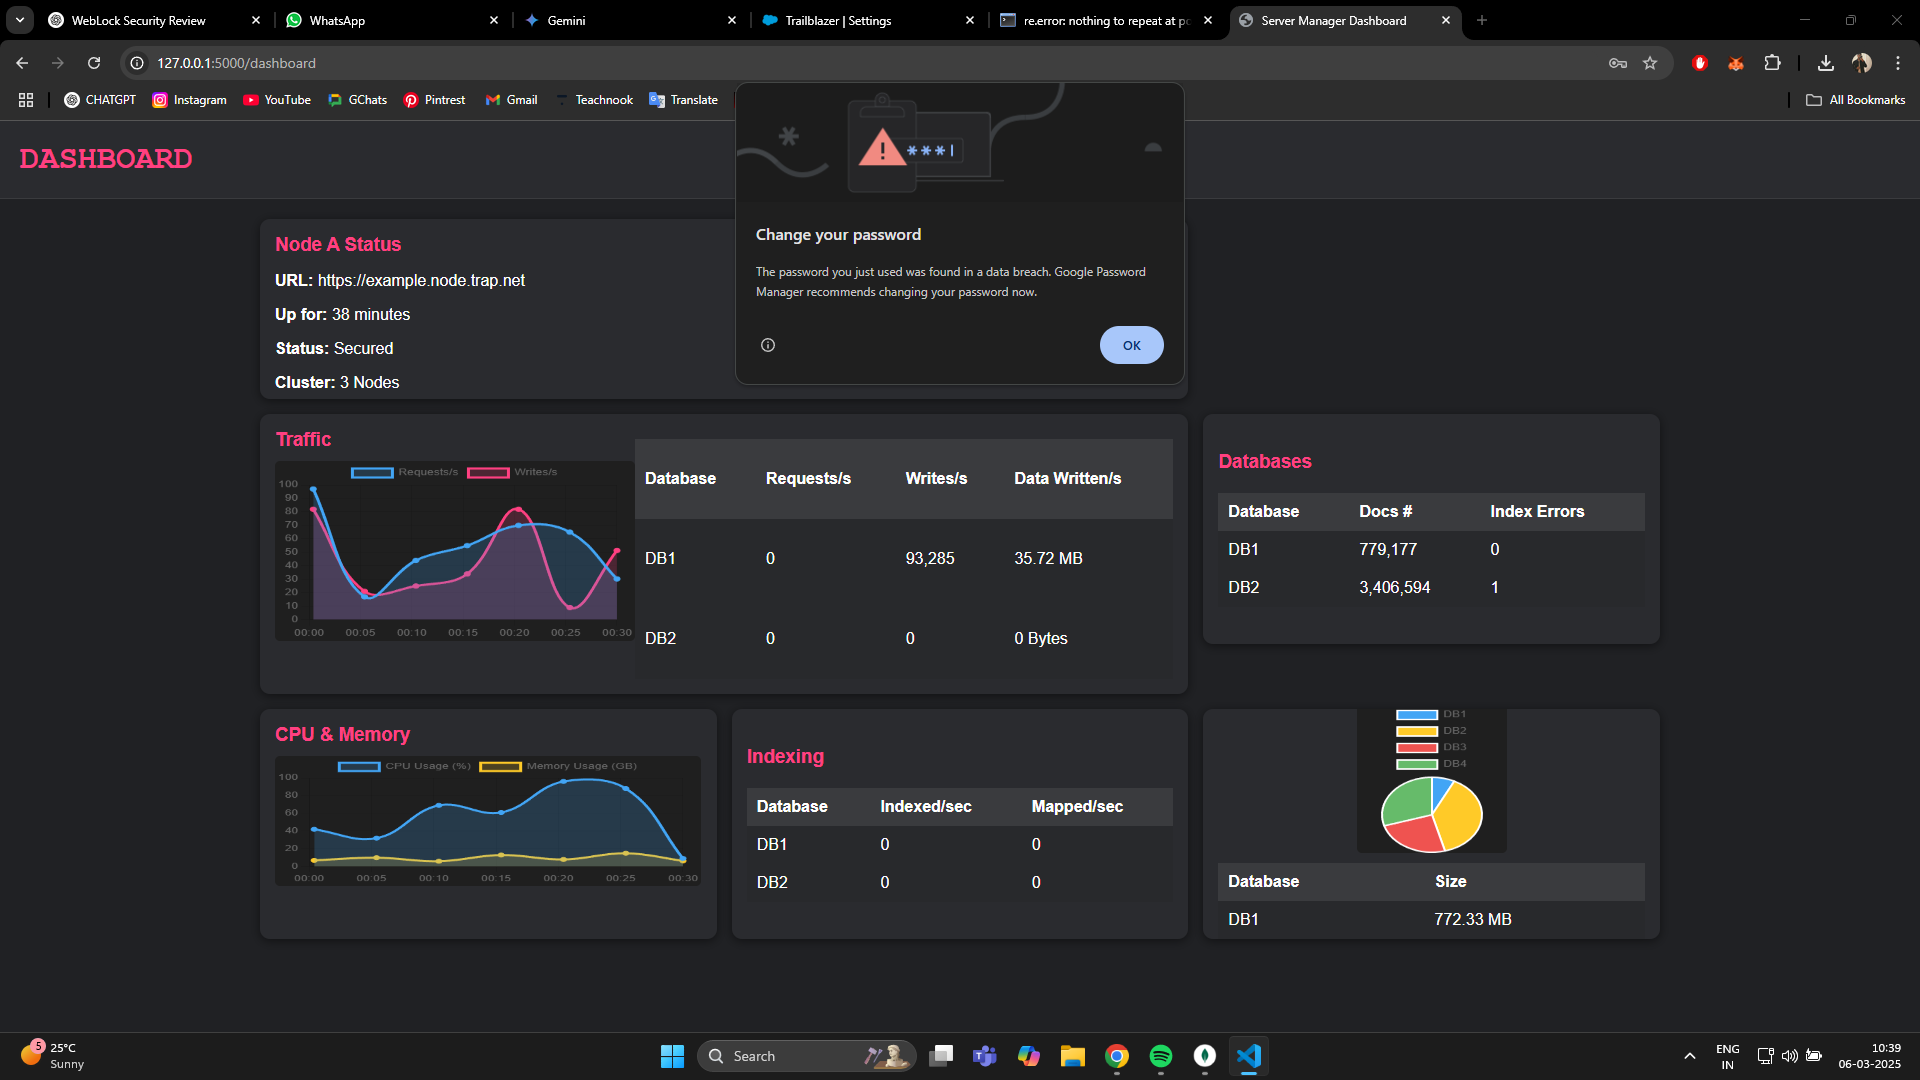 WebLock Security Review
WhatsApp
Gemini
Trailblazer | Settings
re.error: nothing to repeat at po
Server Manager Dashboard
127.0.0.1:5000/dashboard
CHATGPT
Instagram
YouTube
GChats
Pintrest
Gmail
Teachnook
Translate
All Bookmarks
DASHBOARD
***|
Change your password
The password you just used was found in a data breach. Google Password
Manager recommends changing your password now.
OK
Node A Status
URL: https://example.node.trap.net
Up for: 38 minutes
Status: Secured
Cluster: 3 Nodes
Traffic
Requests/s Writes/s
100
90
80
70
60
50
40
30
20
10
0
00:00 00:05 00:10 00:15 00:20 00:25 00:30
Database Requests/s Writes/s Data Written/s
DB1 0 93,285 35.72 MB
DB2 0 0 0 Bytes
Databases
Database Docs # Index Errors
DB1 779,177 0
DB2 3,406,594 1
CPU & Memory
CPU Usage (%) Memory Usage (GB)
100
80
60
40
20
0
00:00 00:05 00:10 00:15 00:20 00:25 00:30
Indexing
Database Indexed/sec Mapped/sec
DB1 0 0
DB2 0 0
DB1
DB2
DB3
DB4
Database Size
DB1 772.33 MB
5
25°C
Sunny
Search
ENG
IN
10:39
06-03-2025